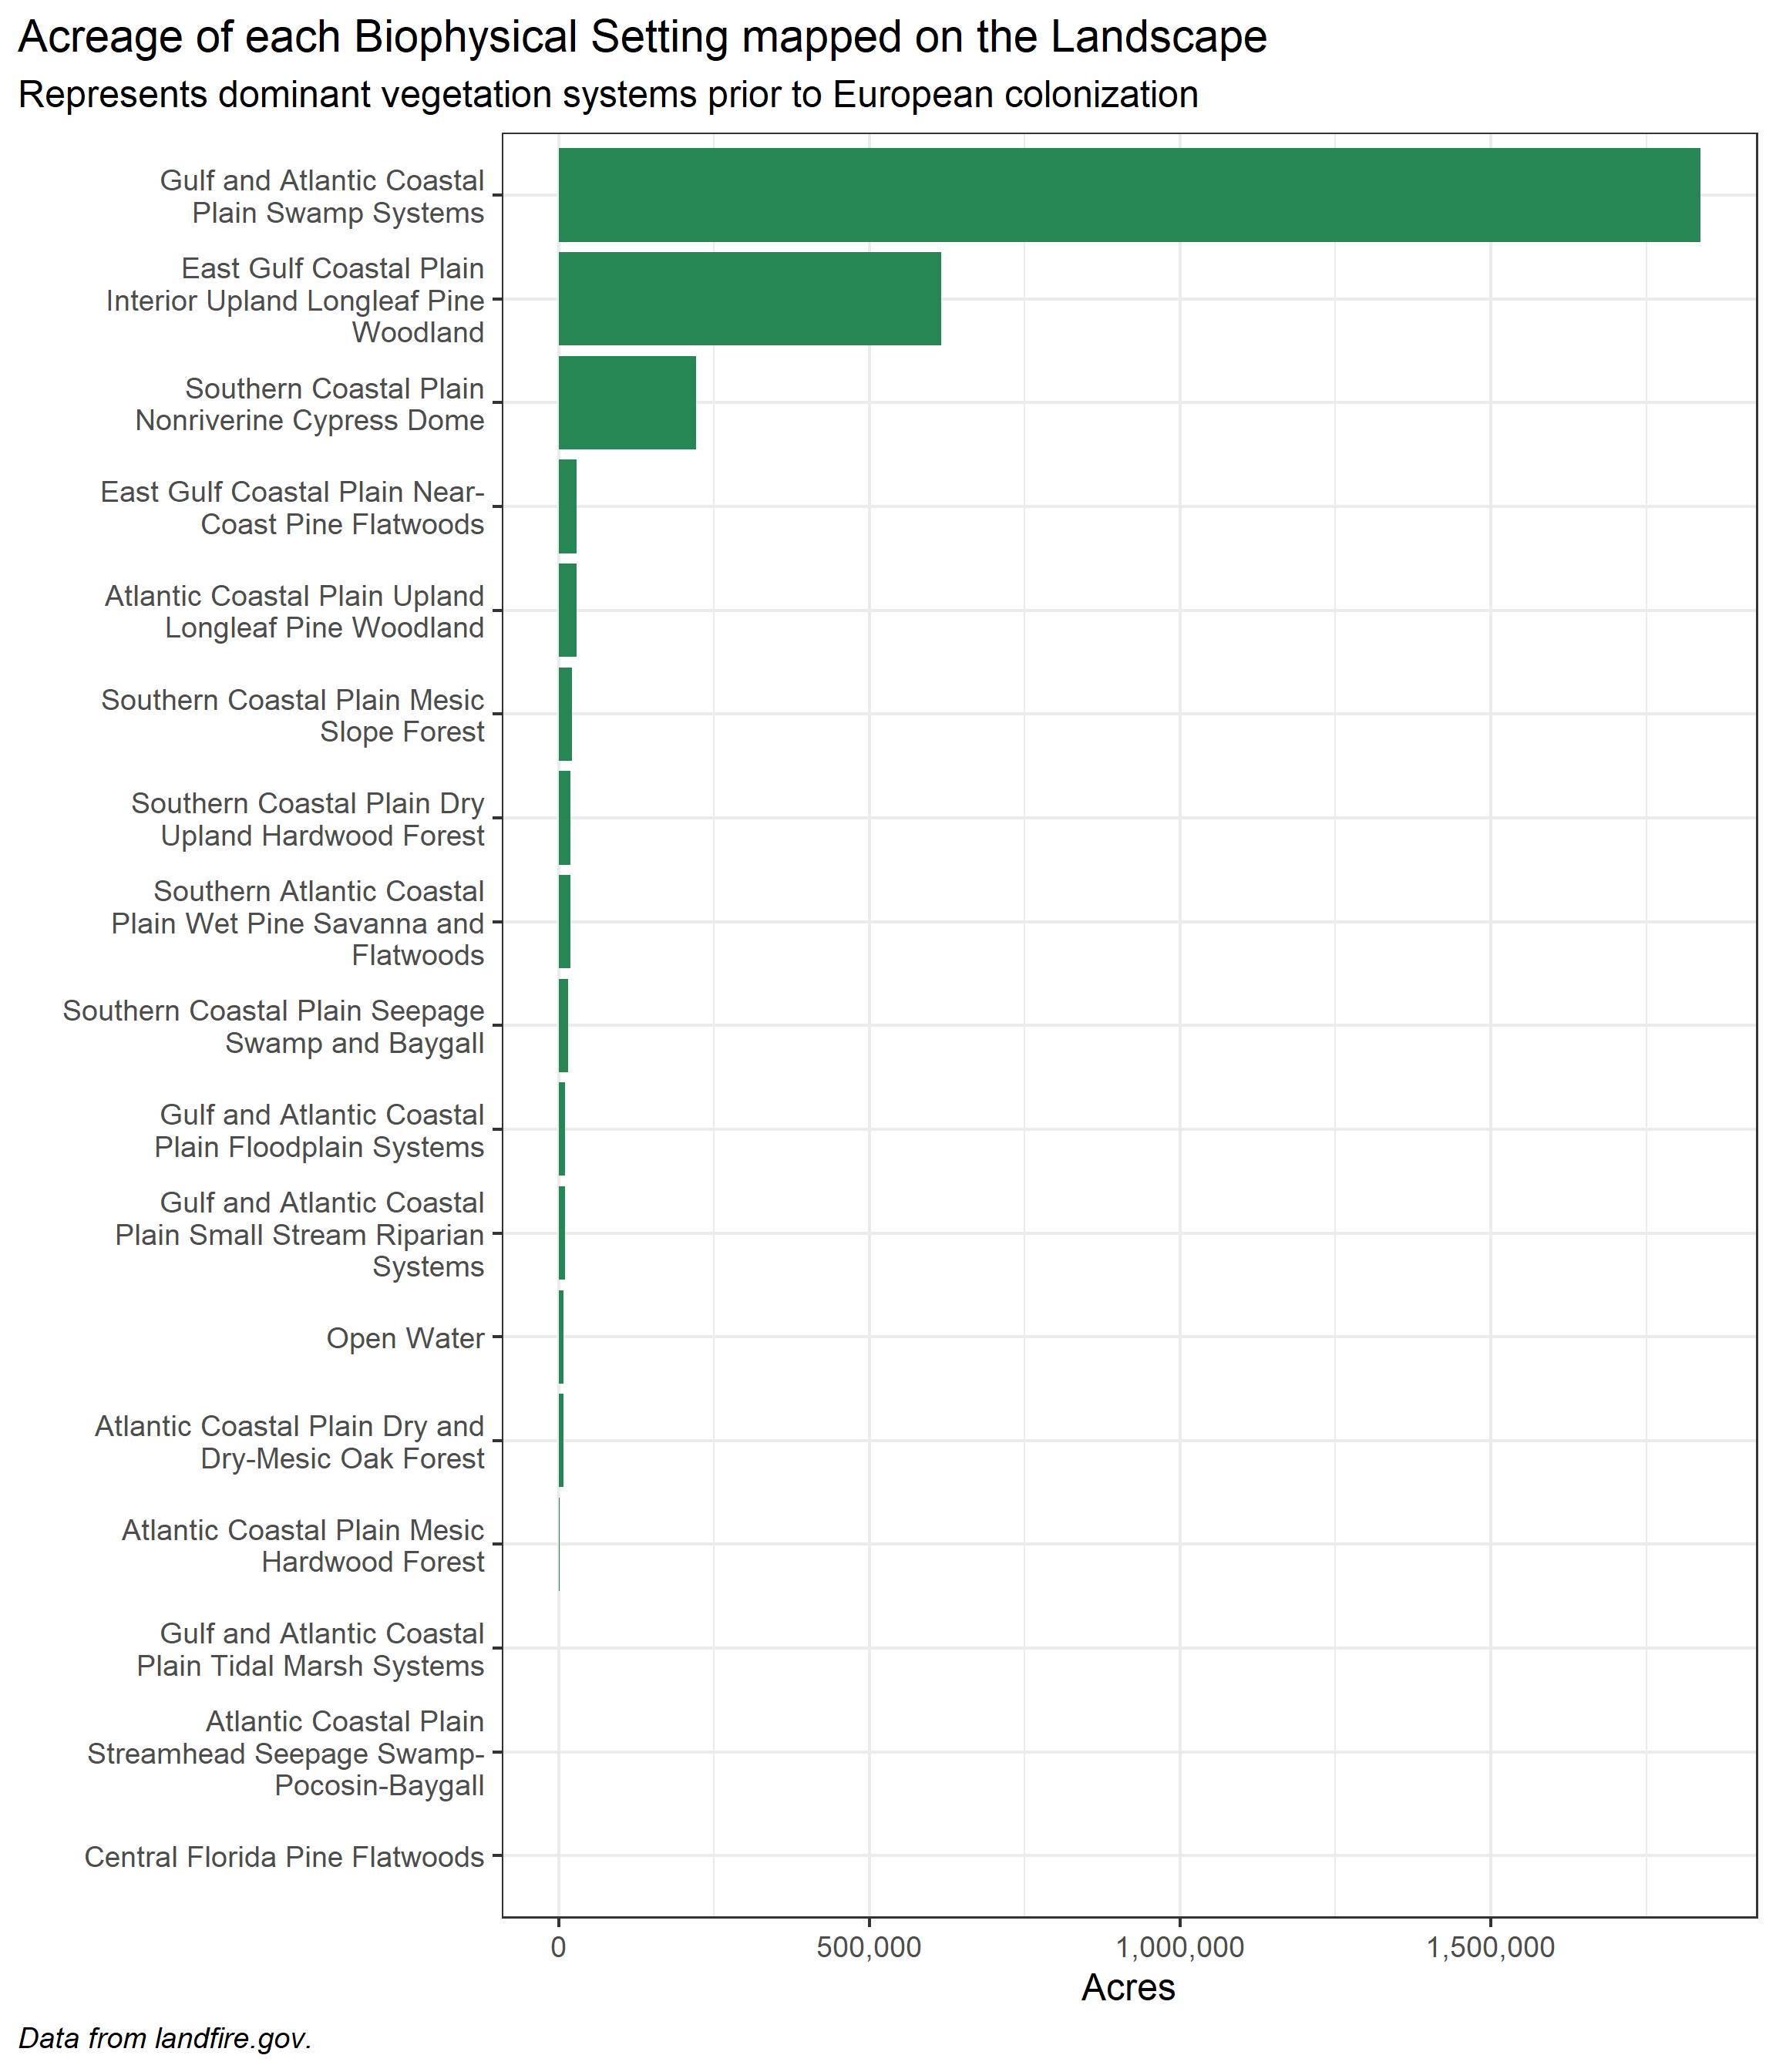 Acreage of each Biophysical Setting mapped on the Landscape
Represents dominant vegetation systems prior to European colonization
Gulf and Atlantic Coastal
Plain Swamp Systems
East Gulf Coastal Plain
Interior Upland Longleaf Pine
Woodland
Southern Coastal Plain
Nonriverine Cypress Dome
East Gulf Coastal Plain Near-
Coast Pine Flatwoods
Atlantic Coastal Plain Upland
Longleaf Pine Woodland
Southern Coastal Plain Mesic
Slope Forest
Southern Coastal Plain Dry
Upland Hardwood Forest
Southern Atlantic Coastal
Plain Wet Pine Savanna and
Flatwoods
Southern Coastal Plain Seepage
Swamp and Baygall
Gulf and Atlantic Coastal
Plain Floodplain Systems
Gulf and Atlantic Coastal
Plain Small Stream Riparian
Systems
Open Water
Atlantic Coastal Plain Dry and
Dry-Mesic Oak Forest
Atlantic Coastal Plain Mesic
Hardwood Forest
Gulf and Atlantic Coastal
Plain Tidal Marsh Systems
Atlantic Coastal Plain
Streamhead Seepage Swamp-
Pocosin-Baygall
Central Florida Pine Flatwoods
0 500,000 1,000,000 1,500,000
Acres
Data from landfire.gov.